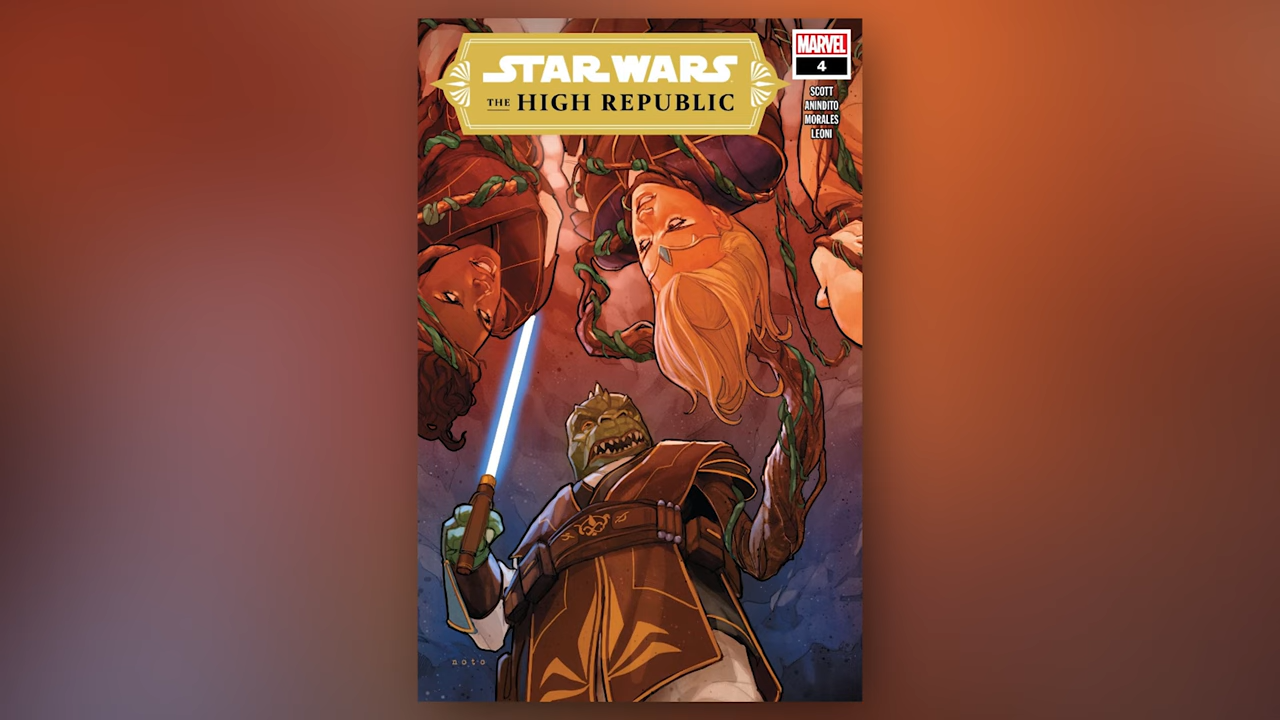 STAR WARS
THE HIGH REPUBLIC
MARVEL
4
SCOTT
ANINDITO
MORALES
LEONI
noto